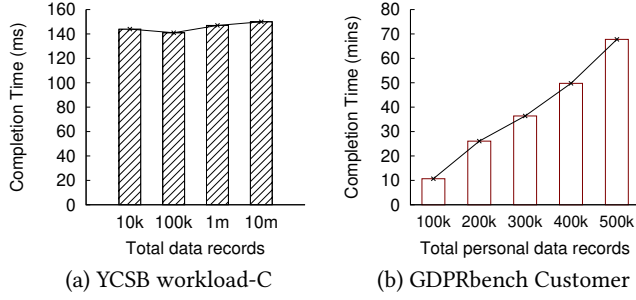 Completion Time (ms)
160
140
120
100
80
60
40
20
0
10k 100k 1m 10m
Total data records
(a) YCSB workload-C
Completion Time (mins)
80
70
60
50
40
30
20
10
0
100k 200k 300k 400k 500k
Total personal data records
(b) GDPRbench Customer